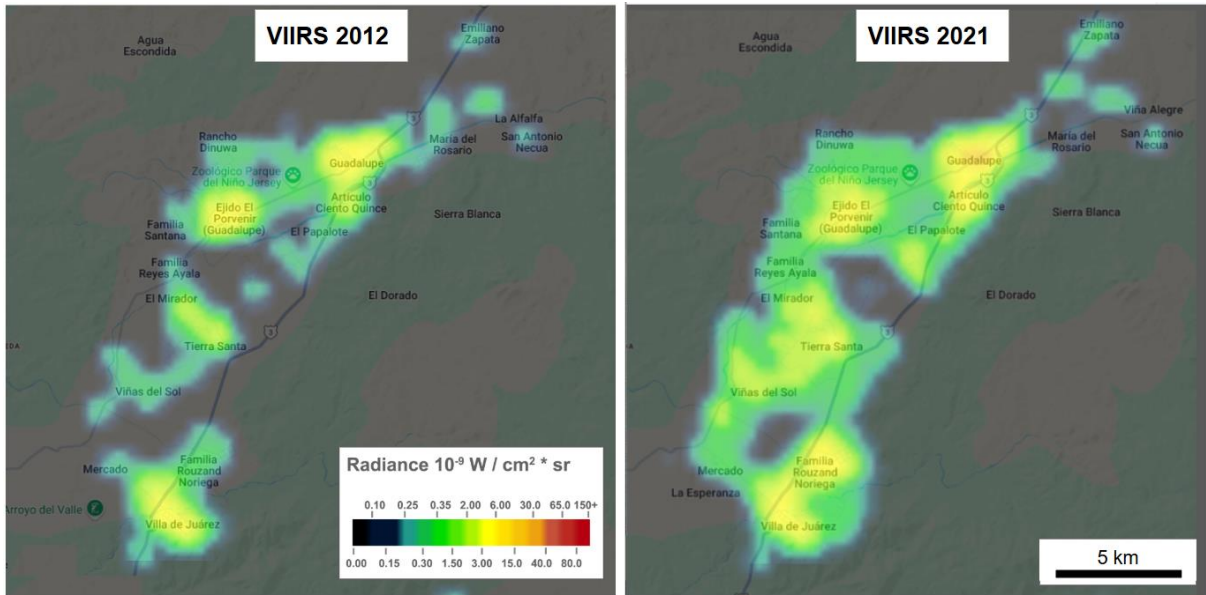 VIIRS 2012
Agua
Escondida
Emiliano
Zapata
3
La Alfalfa
Rancho
Dinuwa
Maria del
Rosario
San Antonio
Necua
Guadalupe
Zoológico Parque
del Niño Jersey
3
Artículo
Ciento Quince
Ejido El
Porvenir
(Guadalupe)
Sierra Blanca
Familia
Santana
El Papalote
Familia
Reyes Ayala
El Mirador
El Dorado
3
Tierra Santa
Viñas del Sol
Mercado
Familia
Rouzand
Noriega
Arroyo del Valle
Villa de Juárez
Radiance 10⁻⁹ W / cm² * sr
0.10 0.25 0.35 2.00 6.00 30.0 65.0 150+
0.00 0.15 0.30 1.50 3.00 15.0 40.0 80.0
VIIRS 2021
Agua
Escondida
Emiliano
Zapata
Viña Alegre
3
Rancho
Dinuwa
Maria del
Rosario
San Antonio
Necua
Guadalupe
Zoológico Parque
del Niño Jersey
3
Artículo
Ciento Quince
Ejido El
Porvenir
(Guadalupe)
Sierra Blanca
Familia
Santana
El Papalote
Familia
Reyes Ayala
El Mirador
El Dorado
3
IDA
Tierra Santa
Viñas del Sol
Mercado
Familia
Rouzand
Noriega
La Esperanza
Villa de Juárez
5 km